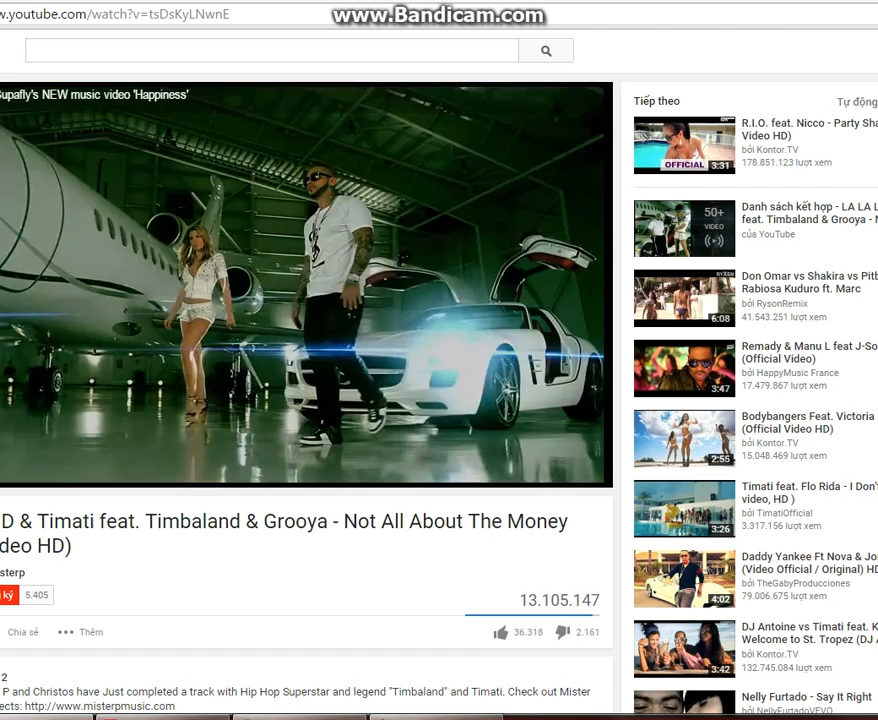 w.youtube.com/watch?v=tsDsKyLNwnE
www.Bandicam.com
Supafly's NEW music video 'Happiness'
D & Timati feat. Timbaland & Grooya - Not All About The Money
deo HD)
sterp
ký 5.405
13.105.147
Chia sẻ ••• Thêm
36.318 2.161
2
P and Christos have Just completed a track with Hip Hop Superstar and legend "Timbaland" and Timati. Check out Mister
ects: http://www.misterpmusic.com
Tiếp theo
Tự động
OFFICIAL 3:31
R.I.O. feat. Nicco - Party Sha
Video HD)
bởi Kontor.TV
178.851.123 lượt xem
50+
VIDEO
Danh sách kết hợp - LA LA L
feat. Timbaland & Grooya - N
của YouTube
RYXEN
6:08
Don Omar vs Shakira vs Pitb
Rabiosa Kuduro ft. Marc
bởi RysonRemix
41.543.251 lượt xem
3:47
Remady & Manu L feat J-So
(Official Video)
bởi HappyMusic France
17.479.867 lượt xem
2:55
Bodybangers Feat. Victoria
(Official Video HD)
bởi Kontor.TV
15.048.469 lượt xem
3:26
Timati feat. Flo Rida - I Don'
video, HD )
bởi TimatiOfficial
3.317.156 lượt xem
4:02
Daddy Yankee Ft Nova & Jo
(Video Official / Original) HD
bởi TheGabyProducciones
79.006.675 lượt xem
3:42
DJ Antoine vs Timati feat. K
Welcome to St. Tropez (DJ A
bởi Kontor.TV
132.745.084 lượt xem
Nelly Furtado - Say It Right
bởi NellyFurtadoVEVO